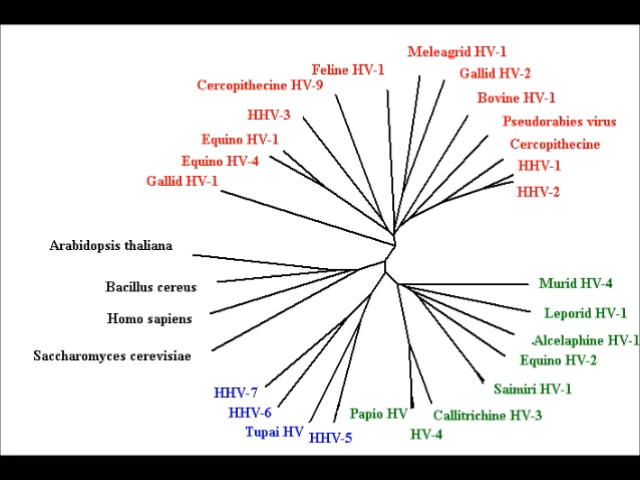 Meleagrid HV-1
Feline HV-1
Gallid HV-2
Cercopithecine HV-9
Bovine HV-1
HHV-3
Pseudorabies virus
Equino HV-1
Cercopithecine
Equino HV-4
HHV-1
Gallid HV-1
HHV-2
Arabidopsis thaliana
Bacillus cereus
Murid HV-4
Homo sapiens
Leporid HV-1
.Alcelaphine HV-1
Saccharomyces cerevisiae
Equino HV-2
HHV-7
Saimiri HV-1
HHV-6
Papio HV
Callitrichine HV-3
Tupai HV
HHV-5
HV-4